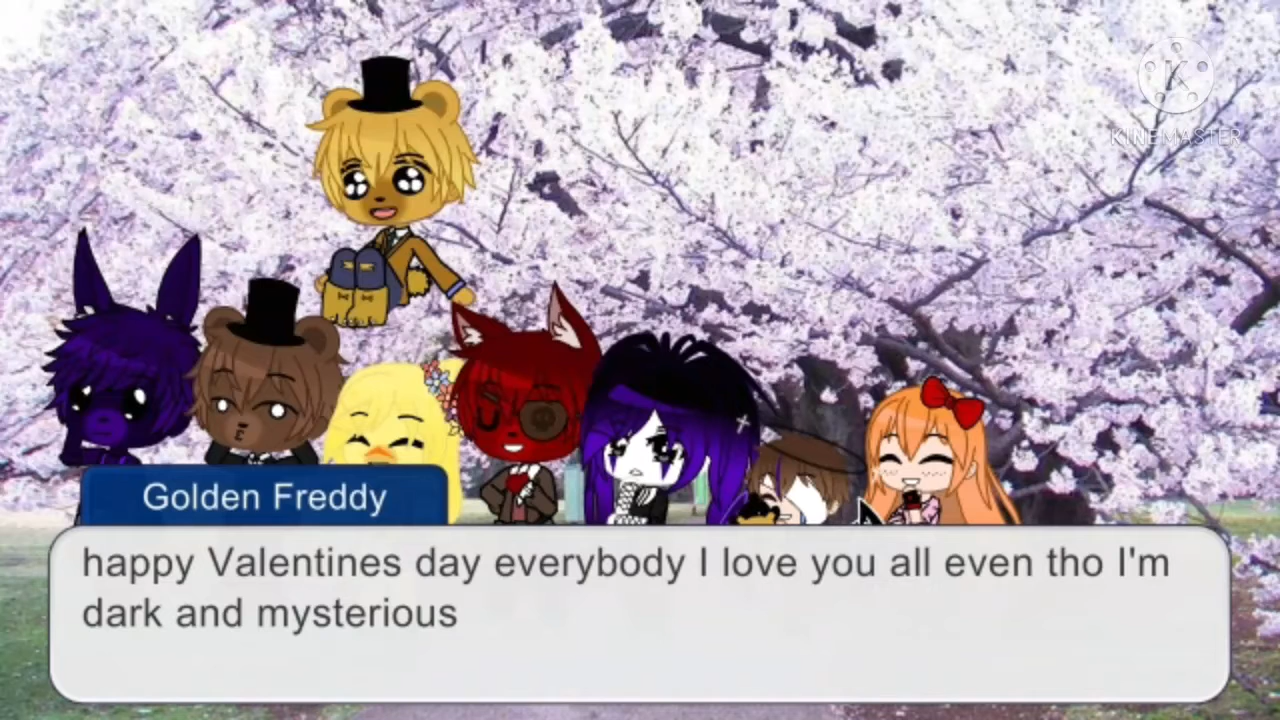 KINEMASTER
Golden Freddy
happy Valentines day everybody I love you all even tho I'm
dark and mysterious